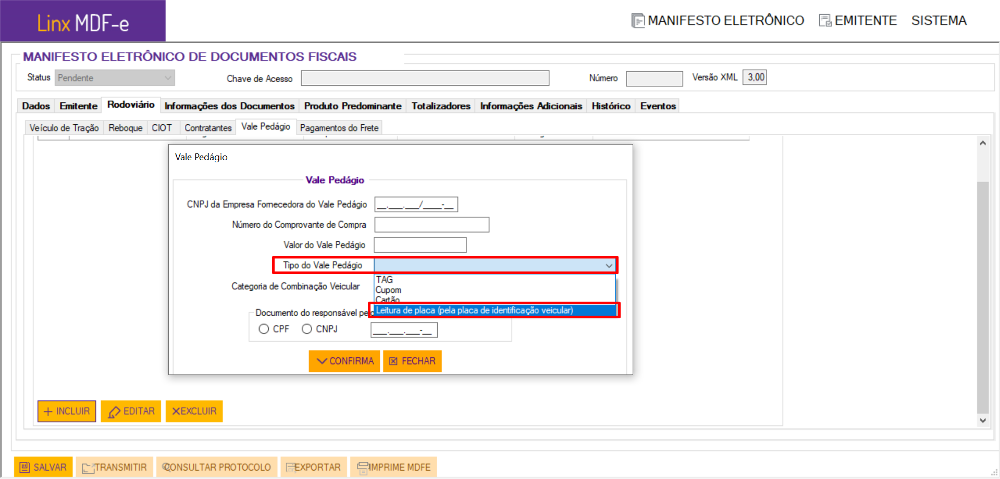 Linx MDF-e
MANIFESTO ELETRÔNICO EMITENTE SISTEMA
MANIFESTO ELETRÔNICO DE DOCUMENTOS FISCAIS
Status Pendente Chave de Acesso Número Versão XML 3,00
Dados Emitente Rodoviário Informações dos Documentos Produto Predominante Totalizadores Informações Adicionais Histórico Eventos
Veículo de Tração Reboque CIOT Contratantes Vale Pedágio Pagamentos do Frete
Vale Pedágio
Vale Pedágio
CNPJ da Empresa Fornecedora do Vale Pedágio __.___.___/____-__
Número do Comprovante de Compra
Valor do Vale Pedágio
Tipo do Vale Pedágio
TAG
Categoria de Combinação Veicular
Cupom
Cartão
Leitura de placa (pela placa de identificação veicular)
Documento do responsável
CPF CNPJ ___.___.___-__
CONFIRMA FECHAR
INCLUIR EDITAR EXCLUIR
SALVAR TRANSMITIR CONSULTAR PROTOCOLO EXPORTAR IMPRIME MDFE